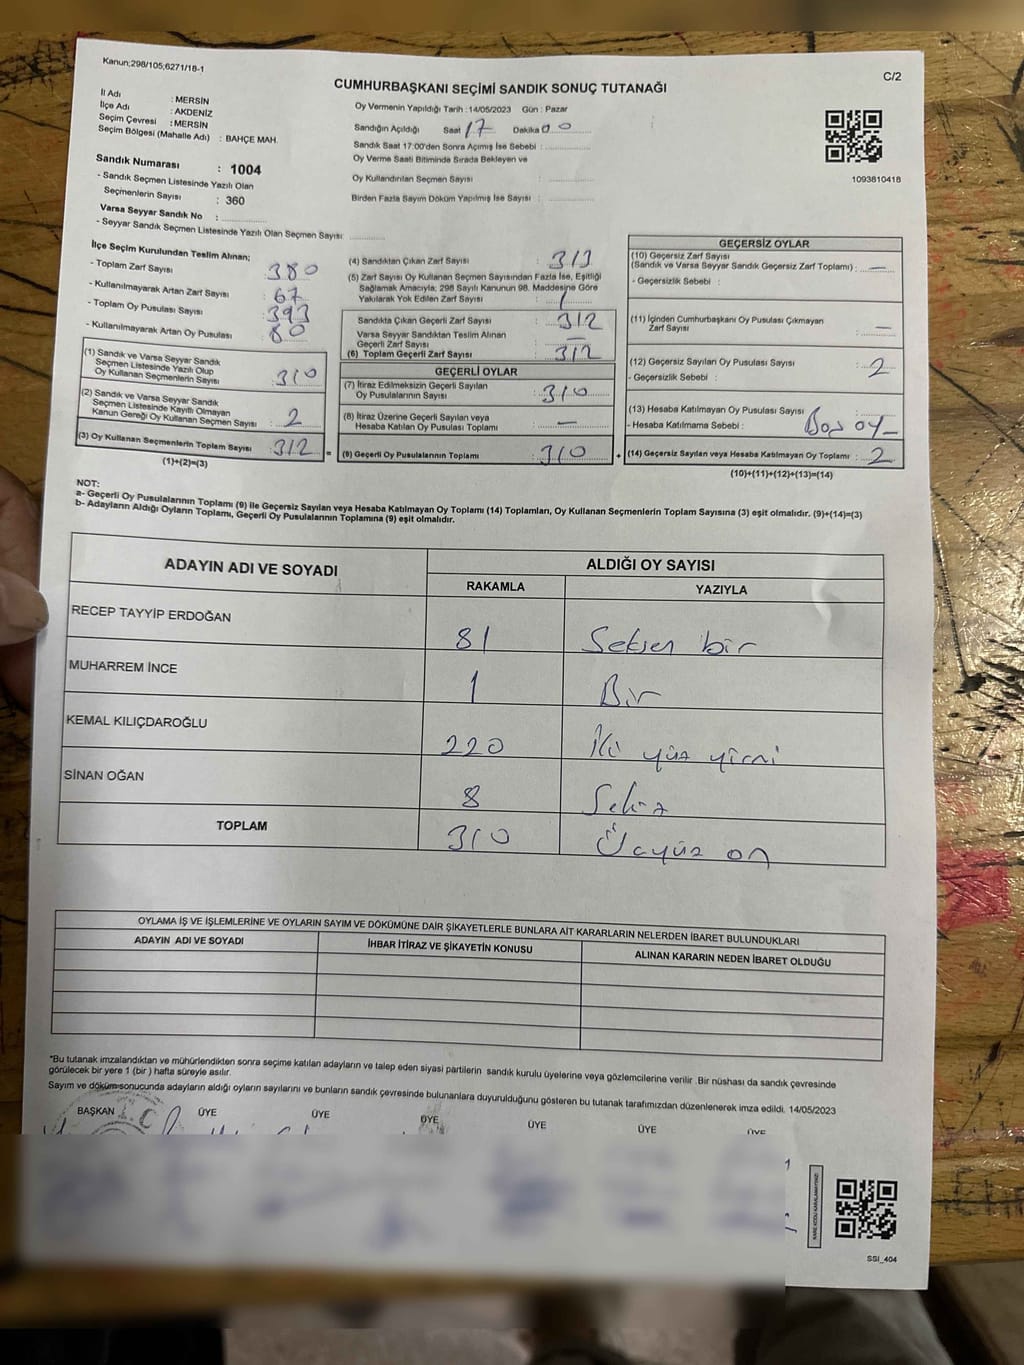 Kanun;298/105;6271/18-1
C/2
CUMHURBAŞKANI SEÇİMİ SANDIK SONUÇ TUTANAĞI
İl Adı : MERSİN
İlçe Adı : AKDENİZ
Seçim Çevresi : MERSİN
Seçim Bölgesi (Mahalle Adı) : BAHÇE MAH.
Sandık Numarası : 1004
- Sandık Seçmen Listesinde Yazılı Olan
Seçmenlerin Sayısı : 360
Varsa Seyyar Sandık No :
- Seyyar Sandık Seçmen Listesinde Yazılı Olan Seçmen Sayısı:
Oy Vermenin Yapıldığı Tarih : 14/05/2023 Gün : Pazar
Sandığın Açıldığı Saat 17 Dakika 00
Sandık Saat 17:00'den Sonra Açımış İse Sebebi :
Oy Verme Saati Bitiminde Sırada Bekleyen ve
Oy Kullandırılan Seçmen Sayısı :
Birden Fazla Sayım Döküm Yapılmış İse Sayısı :
1093810418
İlçe Seçim Kurulundan Teslim Alınan;
- Toplam Zarf Sayısı : 380
- Kullanılmayarak Artan Zarf Sayısı : 67
- Toplam Oy Pusulası Sayısı : 393
- Kullanılmayarak Artan Oy Pusulası : 80
(1) Sandık ve Varsa Seyyar Sandık
Seçmen Listesinde Yazılı Olup
Oy Kullanan Seçmenlerin Sayısı : 310
(2) Sandık ve Varsa Seyyar Sandık
Seçmen Listesinde Kayıtlı Olmayan
Kanun Gereği Oy Kullanan Seçmen Sayısı : 2
(3) Oy Kullanan Seçmenlerin Toplam Sayısı : 312
(1)+(2)=(3)
(4) Sandıktan Çıkan Zarf Sayısı : 313
(5) Zarf Sayısı Oy Kullanan Seçmen Sayısından Fazla İse, Eşitliği
Sağlamak Amacıyla; 298 Sayılı Kanunun 98. Maddesine Göre
Yakılarak Yok Edilen Zarf Sayısı : 1
Sandıkta Çıkan Geçerli Zarf Sayısı : 312
Varsa Seyyar Sandıktan Teslim Alınan
Geçerli Zarf Sayısı : —
(6) Toplam Geçerli Zarf Sayısı : 312
GEÇERLİ OYLAR
(7) İtiraz Edilmeksizin Geçerli Sayılan
Oy Pusulalarının Sayısı : 310
(8) İtiraz Üzerine Geçerli Sayılan veya
Hesaba Katılan Oy Pusulası Toplamı : —
(9) Geçerli Oy Pusulalarının Toplamı : 310
GEÇERSİZ OYLAR
(10) Geçersiz Zarf Sayısı
(Sandık ve Varsa Seyyar Sandık Geçersiz Zarf Toplamı) : —
- Geçersizlik Sebebi :
(11) İçinden Cumhurbaşkanı Oy Pusulası Çıkmayan
Zarf Sayısı : —
(12) Geçersiz Sayılan Oy Pusulası Sayısı : 2
- Geçersizlik Sebebi :
(13) Hesaba Katılmayan Oy Pusulası Sayısı :
- Hesaba Katılmama Sebebi : Boş oy
(14) Geçersiz Sayılan veya Hesaba Katılmayan Oy Toplamı : 2
(10)+(11)+(12)+(13)=(14)
NOT:
a- Geçerli Oy Pusulalarının Toplamı (9) ile Geçersiz Sayılan veya Hesaba Katılmayan Oy Toplamı (14) Toplamları, Oy Kullanan Seçmenlerin Toplam Sayısına (3) eşit olmalıdır. (9)+(14)=(3)
b- Adayların Aldığı Oyların Toplamı, Geçerli Oy Pusulalarının Toplamına (9) eşit olmalıdır.
ADAYIN ADI VE SOYADI
ALDIĞI OY SAYISI
RAKAMLA YAZIYLA
RECEP TAYYİP ERDOĞAN 81 Seksen bir
MUHARREM İNCE 1 Bir
KEMAL KILIÇDAROĞLU 220 İki yüz yirmi
SİNAN OĞAN 8 Sekiz
TOPLAM 310 Üçyüz on
OYLAMA İŞ VE İŞLEMLERİNE VE OYLARIN SAYIM VE DÖKÜMÜNE DAİR ŞİKAYETLERLE BUNLARA AİT KARARLARIN NELERDEN İBARET BULUNDUKLARI
ADAYIN ADI VE SOYADI İHBAR İTİRAZ VE ŞİKAYETİN KONUSU ALINAN KARARIN NEDEN İBARET OLDUĞU
*Bu tutanak imzalandıktan ve mühürlendikten sonra seçime katılan adayların ve talep eden siyasi partilerin sandık kurulu üyelerine veya gözlemcilerine verilir .Bir nüshası da sandık çevresinde
görülecek bir yere 1 (bir ) hafta süreyle asılır.
Sayım ve döküm sonucunda adayların aldığı oyların sayılarını ve bunların sandık çevresinde bulunanlara duyurulduğunu gösteren bu tutanak tarafımızdan düzenlenerek imza edildi. 14/05/2023
BAŞKAN ÜYE ÜYE ÜYE ÜYE ÜYE ÜYE
SSI_404